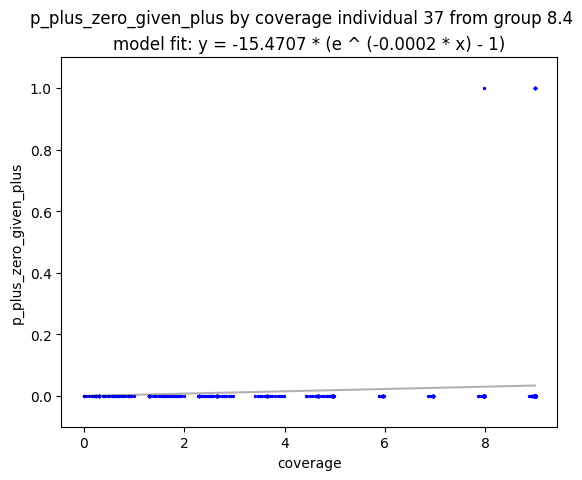 p_plus_zero_given_plus by coverage individual 37 from group 8.4
model fit: y = -15.4707 * (e ^ (-0.0002 * x) - 1)
1.0
0.8
0.6
0.4
0.2
0.0
p_plus_zero_given_plus
0 2 4 6 8
coverage